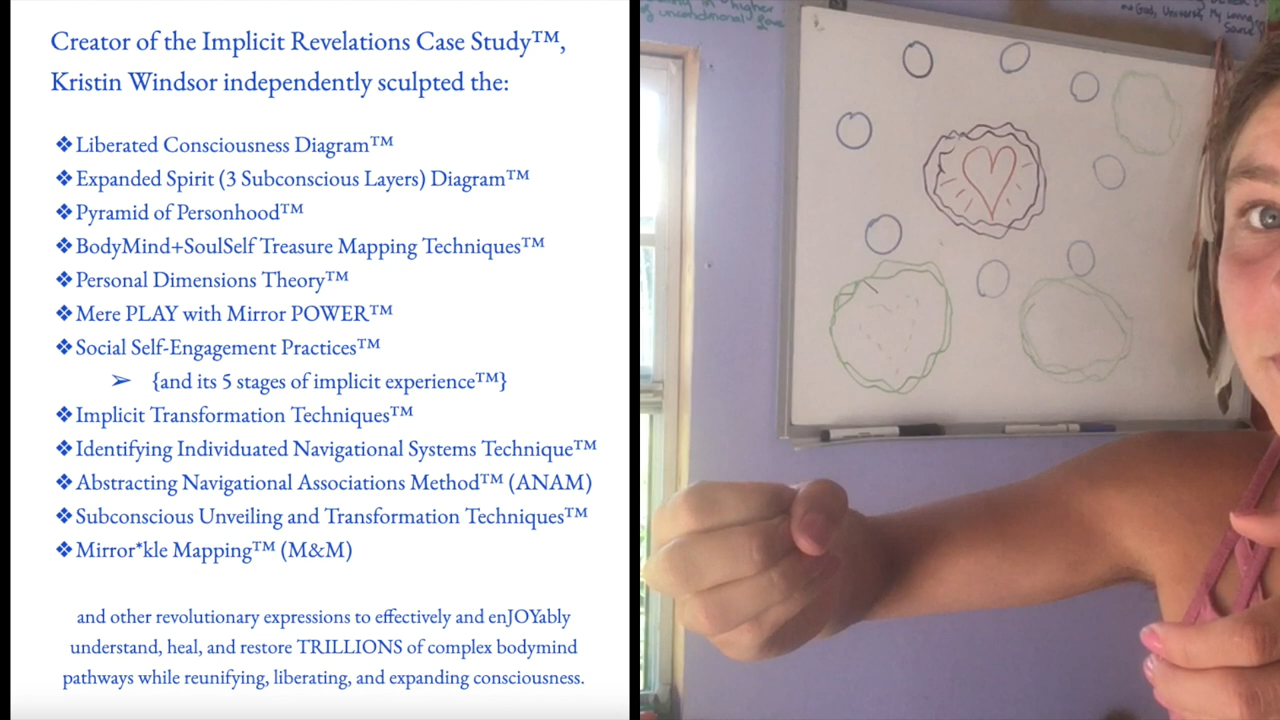 Creator of the Implicit Revelations Case Study™,
Kristin Windsor independently sculpted the:
❖Liberated Consciousness Diagram™
❖Expanded Spirit (3 Subconscious Layers) Diagram™
❖Pyramid of Personhood™
❖BodyMind+SoulSelf Treasure Mapping Techniques™
❖Personal Dimensions Theory™
❖Mere PLAY with Mirror POWER™
❖Social Self-Engagement Practices™
➢ {and its 5 stages of implicit experience™}
❖Implicit Transformation Techniques™
❖Identifying Individuated Navigational Systems Technique™
❖Abstracting Navigational Associations Method™ (ANAM)
❖Subconscious Unveiling and Transformation Techniques™
❖Mirror*kle Mapping™ (M&M)
and other revolutionary expressions to effectively and enJOYably
understand, heal, and restore TRILLIONS of complex bodymind
pathways while reunifying, liberating, and expanding consciousness.
in higher
of unconditional love
God, Universe, My
Source